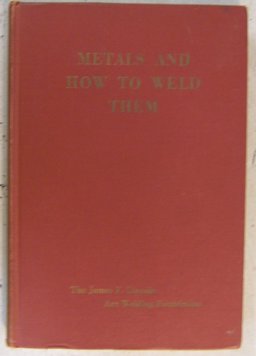 METALS AND
HOW TO WELD
THEM
The James F. Lincoln
Arc Welding Foundation